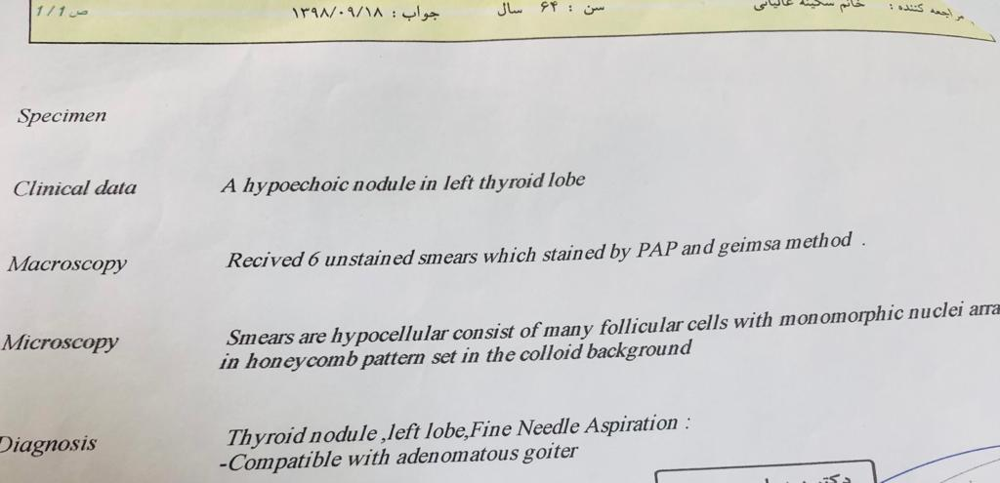 مراجعه کننده : خانم سکینه عالیانی سن : ۶۴ سال جواب : ۱۳۹۸/۰۹/۱۸ ص 1/1
Specimen
Clinical data A hypoechoic nodule in left thyroid lobe
Macroscopy Recived 6 unstained smears which stained by PAP and geimsa method .
Microscopy Smears are hypocellular consist of many follicular cells with monomorphic nuclei arra
in honeycomb pattern set in the colloid background
Diagnosis Thyroid nodule ,left lobe,Fine Needle Aspiration :
-Compatible with adenomatous goiter